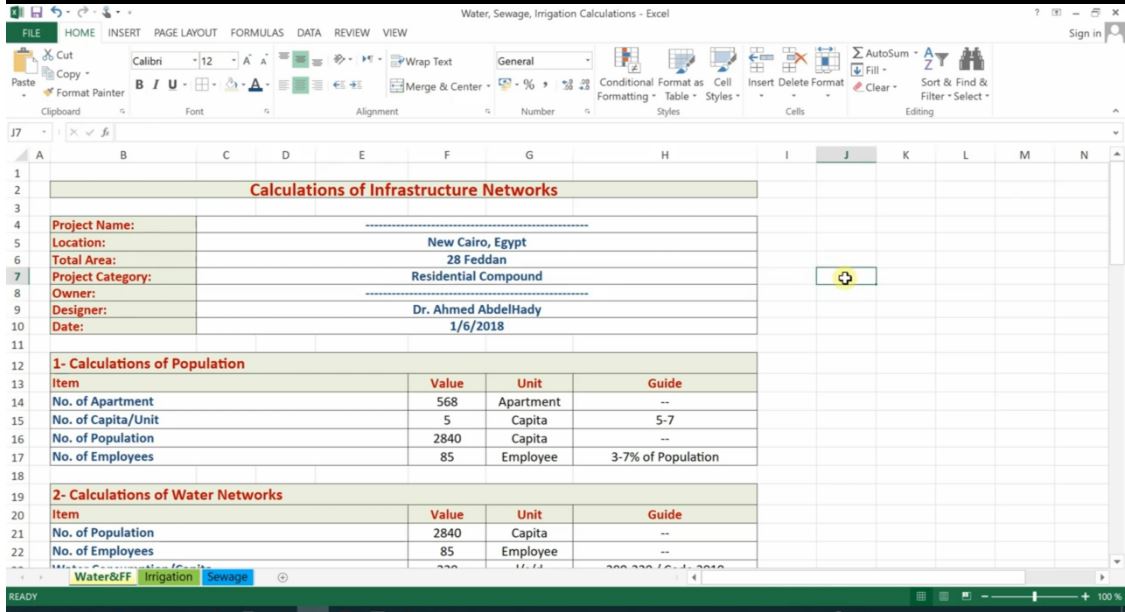 Water, Sewage, Irrigation Calculations - Excel
FILE HOME INSERT PAGE LAYOUT FORMULAS DATA REVIEW VIEW Sign in
Paste
Cut
Copy
Format Painter
Clipboard
Calibri 12
B I U
Font
Wrap Text
Merge & Center
Alignment
General
Number
Conditional Formatting
Format as Table
Cell Styles
Styles
Insert Delete Format
Cells
AutoSum
Fill
Clear
Sort & Filter
Find & Select
Editing
J7 fx
A B C D E F G H I J K L M N
1
2 Calculations of Infrastructure Networks
3
4 Project Name: --------------------------------------------------
5 Location: New Cairo, Egypt
6 Total Area: 28 Feddan
7 Project Category: Residential Compound
8 Owner: --------------------------------------------------
9 Designer: Dr. Ahmed AbdelHady
10 Date: 1/6/2018
11
12 1- Calculations of Population
13 Item Value Unit Guide
14 No. of Apartment 568 Apartment --
15 No. of Capita/Unit 5 Capita 5-7
16 No. of Population 2840 Capita --
17 No. of Employees 85 Employee 3-7% of Population
18
19 2- Calculations of Water Networks
20 Item Value Unit Guide
21 No. of Population 2840 Capita --
22 No. of Employees 85 Employee --
Water&FF Irrigation Sewage
READY 100 %